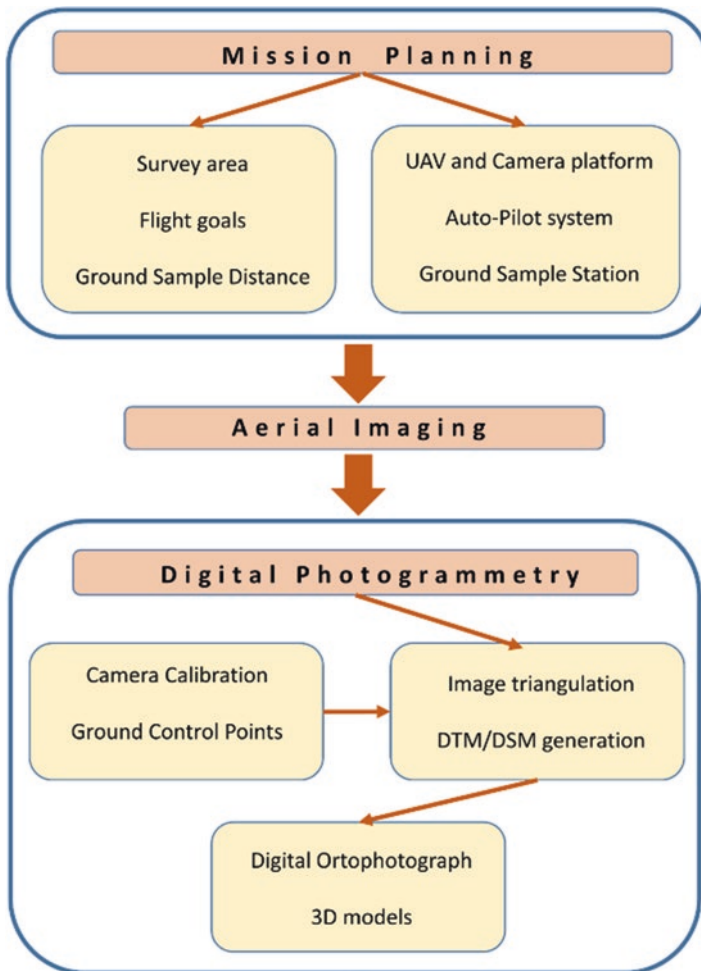 Mission Planning
Survey area
Flight goals
Ground Sample Distance
UAV and Camera platform
Auto-Pilot system
Ground Sample Station
Aerial Imaging
Digital Photogrammetry
Camera Calibration
Ground Control Points
Image triangulation
DTM/DSM generation
Digital Ortophotograph
3D models